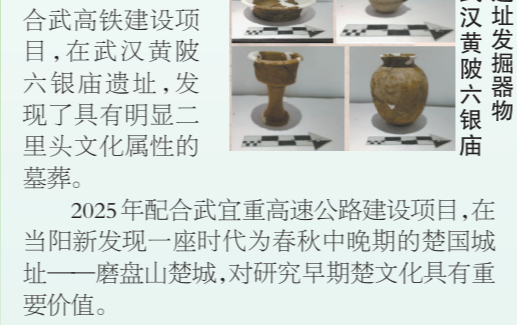 合武高铁建设项
目,在武汉黄陂
六银庙遗址,发
现了具有明显二
里头文化属性的
墓葬。
2025年配合武宜重高速公路建设项目,在
当阳新发现一座时代为春秋中晚期的楚国城
址——磨盘山楚城,对研究早期楚文化具有重
要价值。
汉黄陂六银庙
址发掘器物